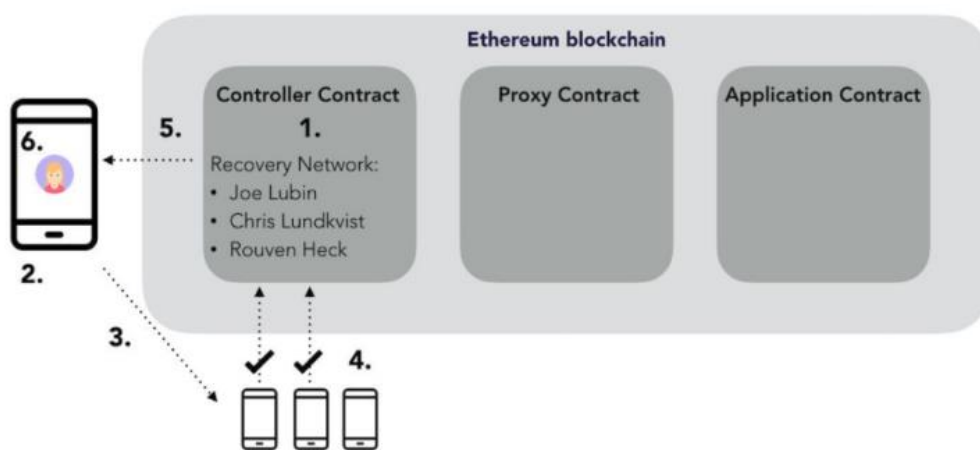 Ethereum blockchain
Controller Contract
Proxy Contract
Application Contract
1.
5.
6.
Recovery Network:
• Joe Lubin
• Chris Lundkvist
• Rouven Heck
2.
3.
4.